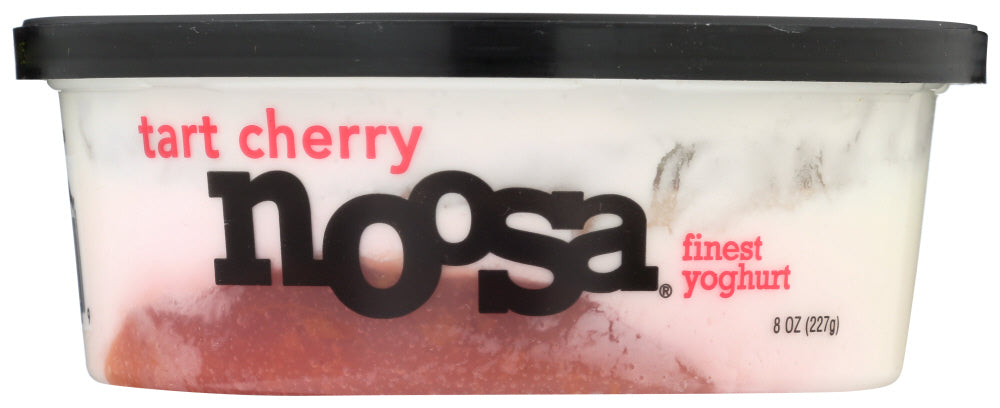 tart cherry
noosa®
finest
yoghurt
8 OZ (227g)